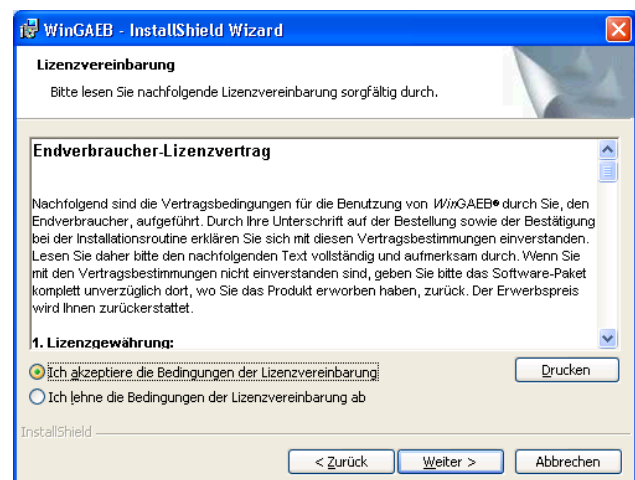 WinGAEB - InstallShield Wizard
Lizenzvereinbarung
Bitte lesen Sie nachfolgende Lizenzvereinbarung sorgfältig durch.
Endverbraucher-Lizenzvertrag
Nachfolgend sind die Vertragsbedingungen für die Benutzung von WinGAEB® durch Sie, den
Endverbraucher, aufgeführt. Durch Ihre Unterschrift auf der Bestellung sowie der Bestätigung
bei der Installationsroutine erklären Sie sich mit diesen Vertragsbestimmungen einverstanden.
Lesen Sie daher bitte den nachfolgenden Text vollständig und aufmerksam durch. Wenn Sie
mit den Vertragsbestimmungen nicht einverstanden sind, geben Sie bitte das Software-Paket
komplett unverzüglich dort, wo Sie das Produkt erworben haben, zurück. Der Erwerbspreis
wird Ihnen zurückerstattet.
1. Lizenzgewährung:
Ich akzeptiere die Bedingungen der Lizenzvereinbarung
Drucken
Ich lehne die Bedingungen der Lizenzvereinbarung ab
InstallShield
< Zurück
Weiter >
Abbrechen